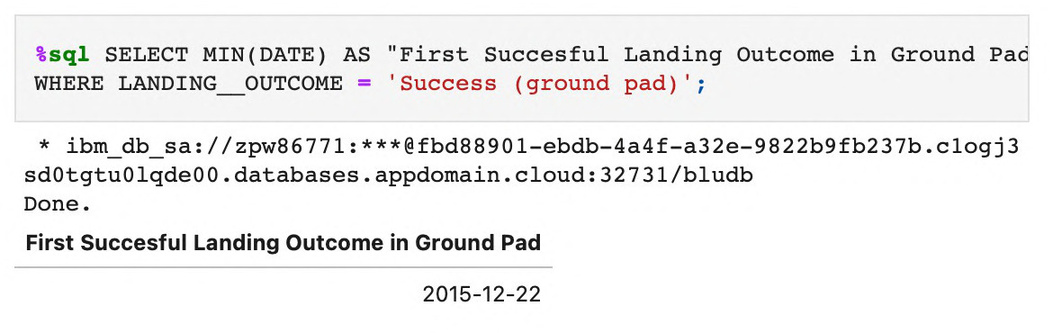 %sql SELECT MIN(DATE) AS "First Succesful Landing Outcome in Ground Pad
WHERE LANDING__OUTCOME = 'Success (ground pad)';
* ibm_db_sa://zpw86771:***@fbd88901-ebdb-4a4f-a32e-9822b9fb237b.c1ogj3
sd0tgtu0lqde00.databases.appdomain.cloud:32731/bludb
Done.
First Succesful Landing Outcome in Ground Pad
2015-12-22